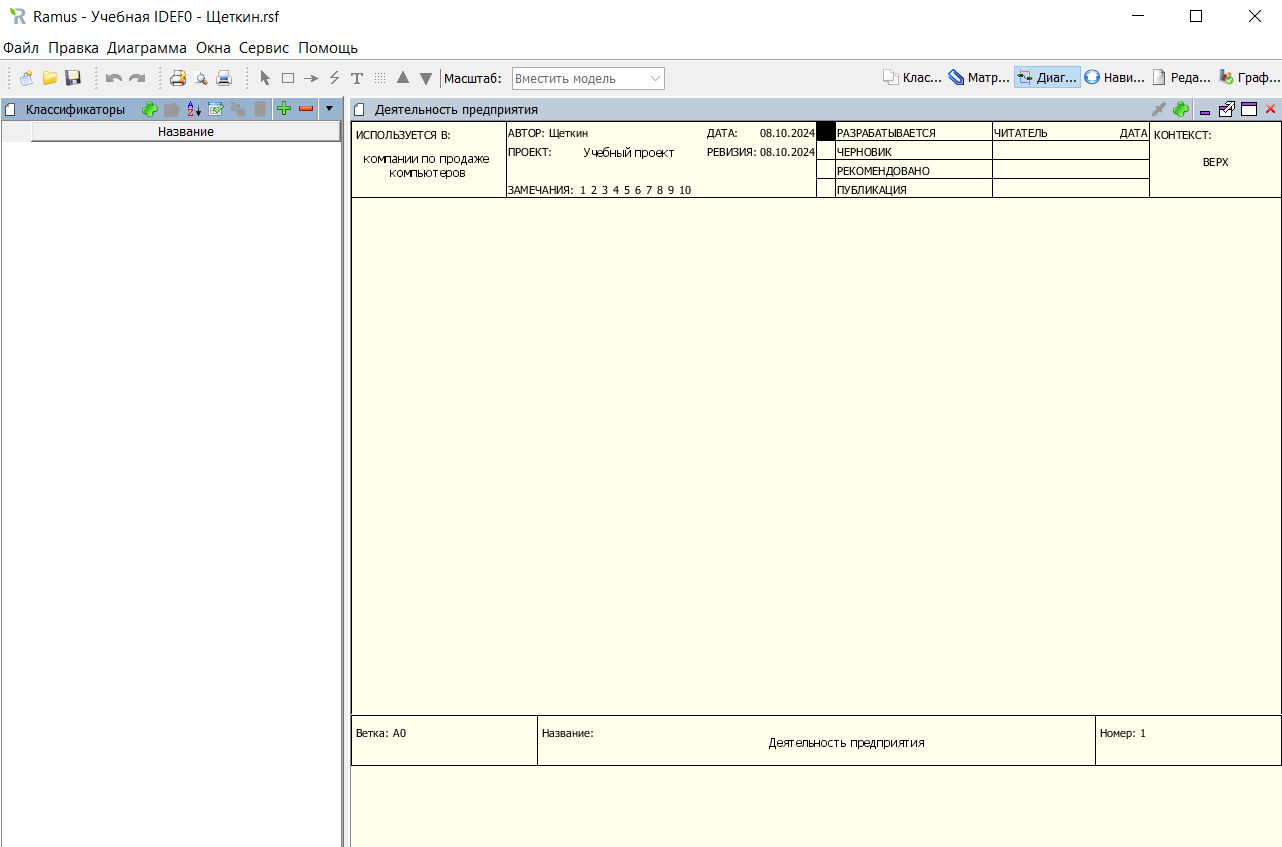 Ramus - Учебная IDEF0 - Щеткин.rsf
Файл Правка Диаграмма Окна Сервис Помощь
Масштаб: Вместить модель Клас... Матр... Диаг... Нави... Реда... Граф...
Классификаторы
Название
Деятельность предприятия
ИСПОЛЬЗУЕТСЯ В:
компании по продаже
компьютеров
АВТОР: Щеткин ДАТА: 08.10.2024
ПРОЕКТ: Учебный проект РЕВИЗИЯ: 08.10.2024
ЗАМЕЧАНИЯ: 1 2 3 4 5 6 7 8 9 10
РАЗРАБАТЫВАЕТСЯ
ЧЕРНОВИК
РЕКОМЕНДОВАНО
ПУБЛИКАЦИЯ
ЧИТАТЕЛЬ ДАТА
КОНТЕКСТ:
ВЕРХ
Ветка: A0
Название:
Деятельность предприятия
Номер: 1